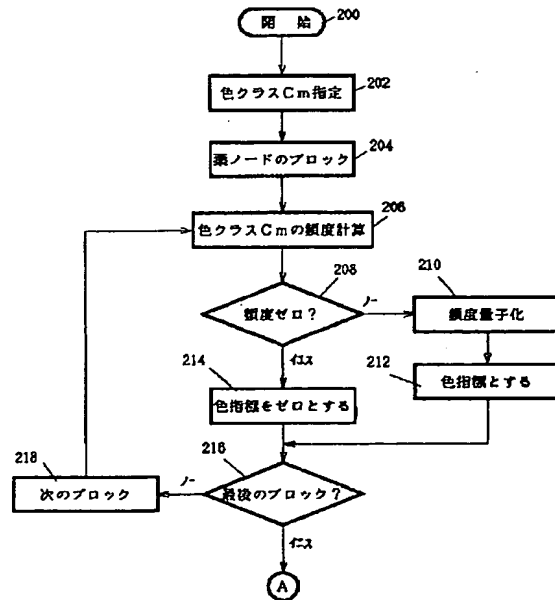 開始
200
色クラスCm指定
202
葉ノードのブロック
204
色クラスCmの頻度計算
206
頻度ゼロ?
208
ノー
210
頻度量子化
イエス
214
212
色指標とする
色指標をゼロとする
216
218
次のブロック
ノー
最後のブロック?
イエス
A